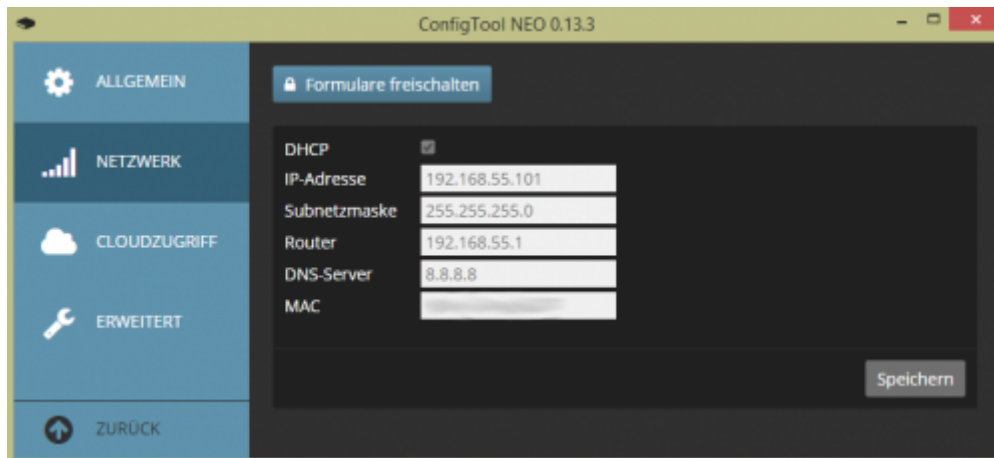 ConfigTool NEO 0.13.3
ALLGEMEIN
Formulare freischalten
NETZWERK
DHCP
IP-Adresse 192.168.55.101
Subnetzmaske 255.255.255.0
CLOUDZUGRIFF
Router 192.168.55.1
DNS-Server 8.8.8.8
MAC
ERWEITERT
Speichern
ZURÜCK